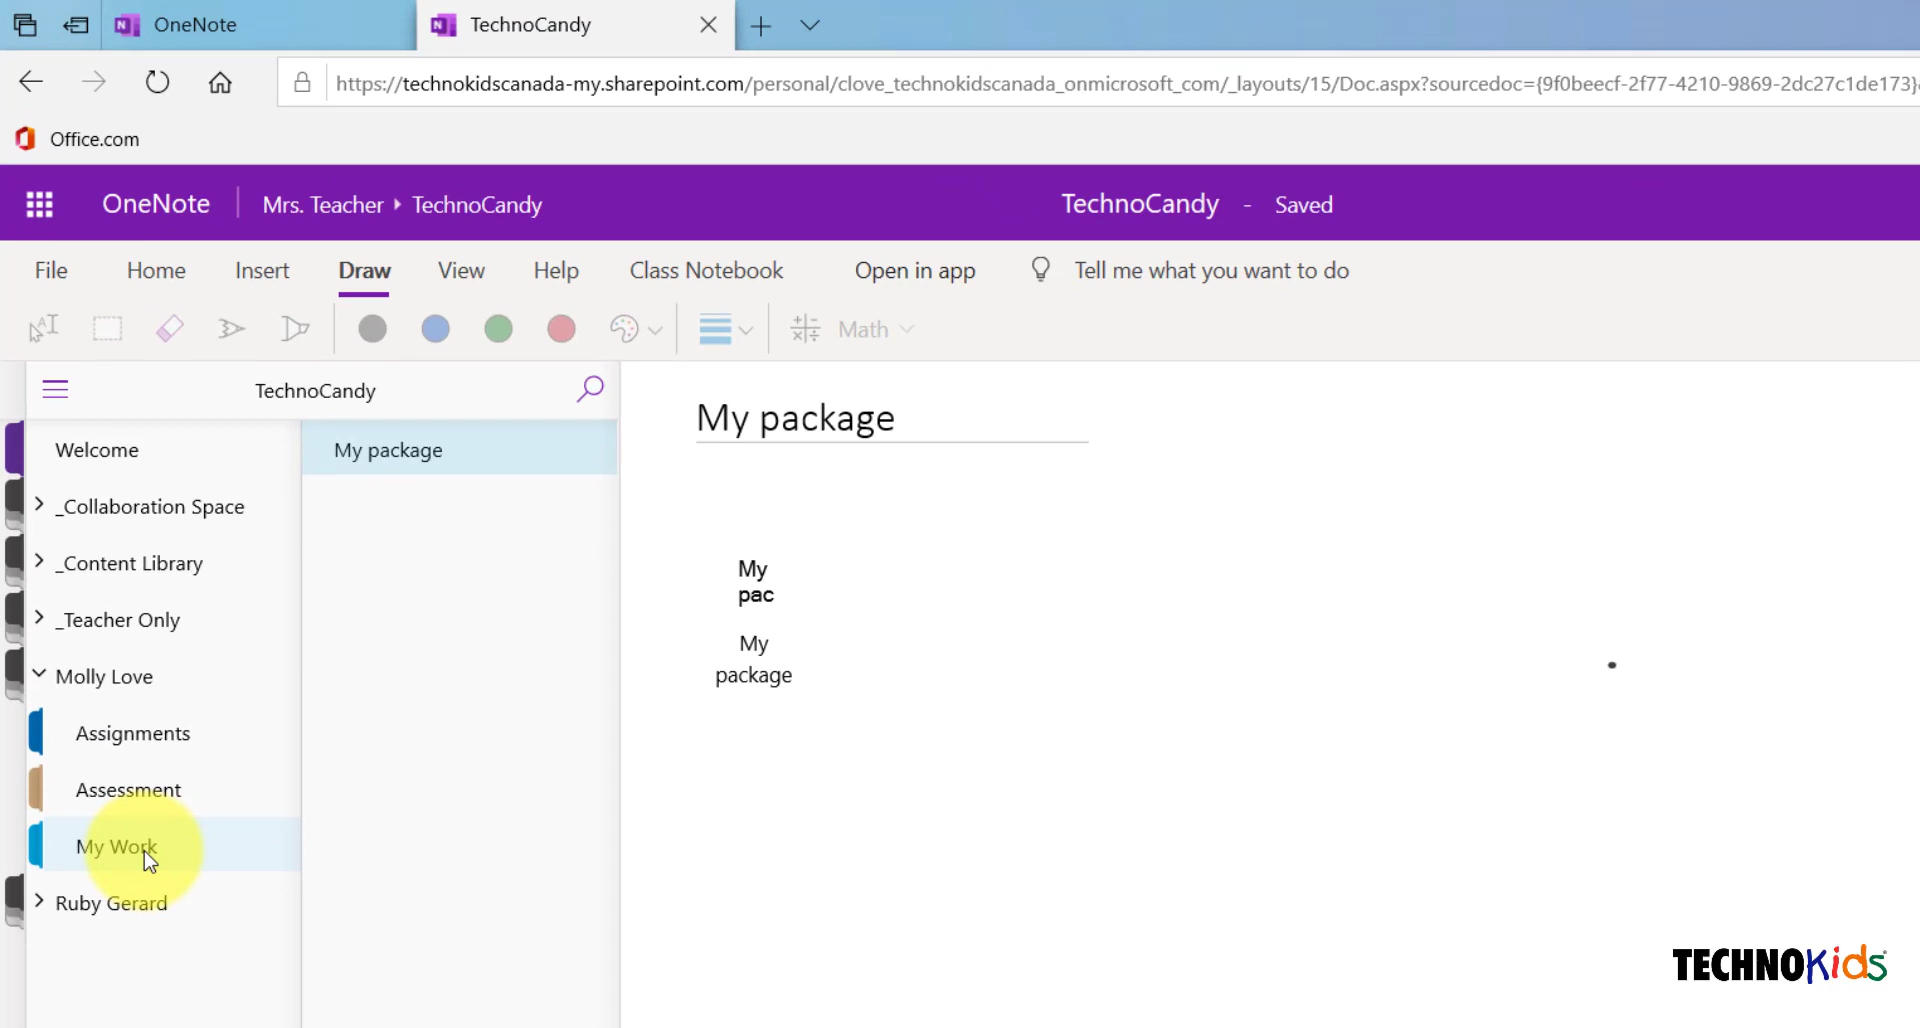 OneNote
TechnoCandy
https://technokidscanada-my.sharepoint.com/personal/clove_technokidscanada_onmicrosoft_com/_layouts/15/Doc.aspx?sourcedoc={9f0beecf-2f77-4210-9869-2dc27c1de173}&
Office.com
OneNote
Mrs. Teacher
TechnoCandy
TechnoCandy - Saved
File Home Insert Draw View Help Class Notebook Open in app Tell me what you want to do
Math
TechnoCandy
Welcome
_Collaboration Space
_Content Library
_Teacher Only
Molly Love
Assignments
Assessment
My Work
Ruby Gerard
My package
My package
My
pac
My
package
TECHNOKids